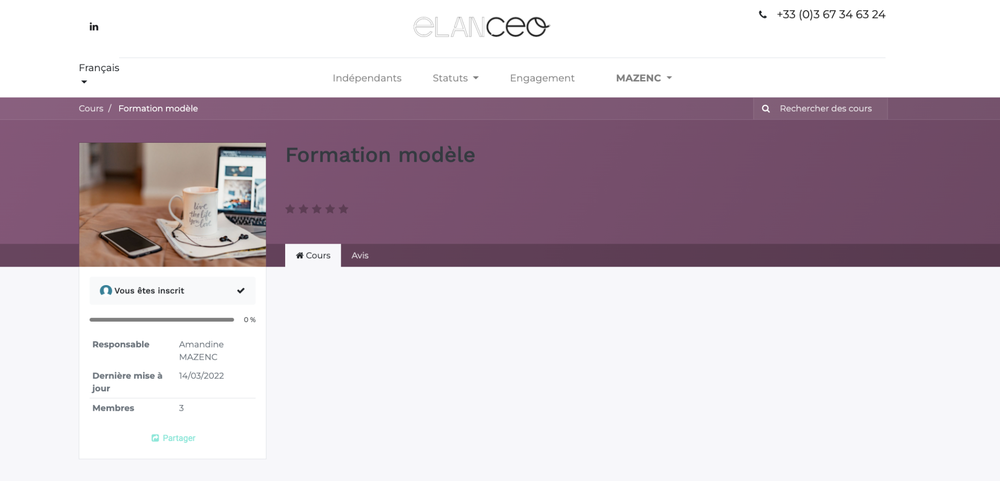 in
eLANceo
+33 (0)3 67 34 63 24
Français
Indépendants
Statuts
Engagement
MAZENC
Cours / Formation modèle
Rechercher des cours
Formation modèle
live
the life
you love
Cours
Avis
Vous êtes inscrit
0 %
Responsable
Amandine
MAZENC
Dernière mise à
jour
14/03/2022
Membres
3
Partager